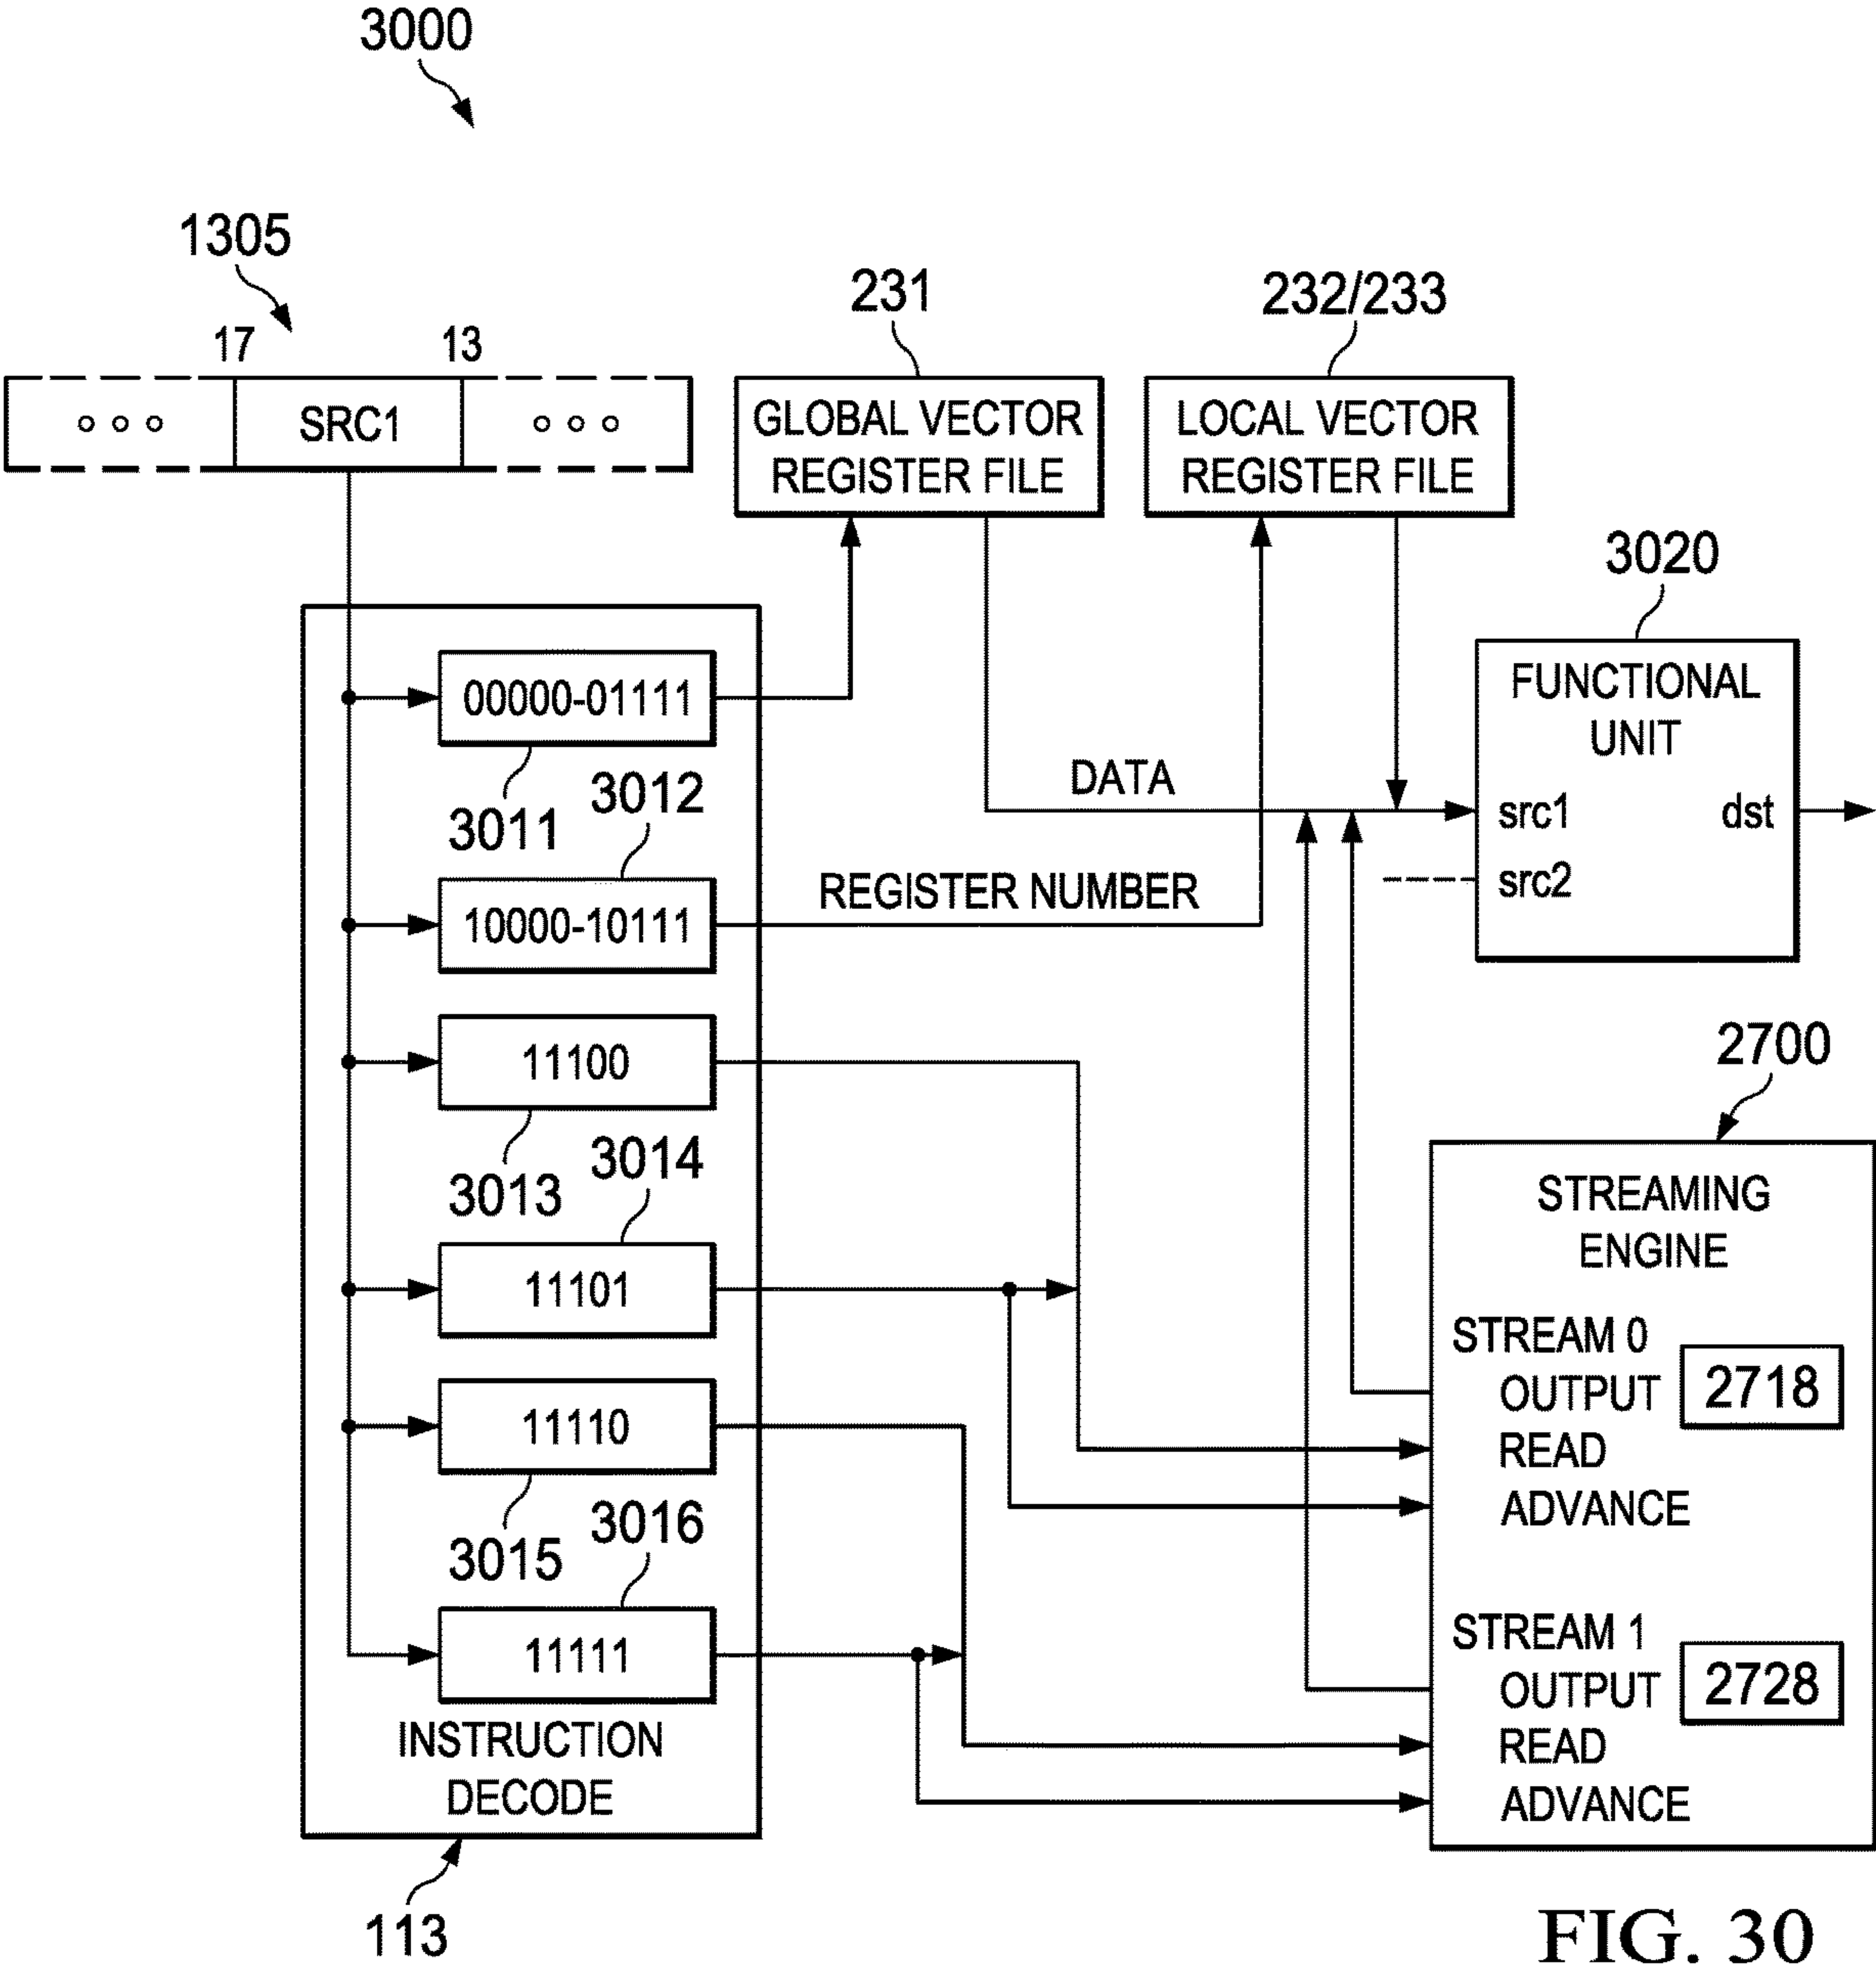 3000
1305
17
13
SRC1
231
GLOBAL VECTOR
REGISTER FILE
232/233
LOCAL VECTOR
REGISTER FILE
3020
FUNCTIONAL
UNIT
src1
dst
src2
DATA
REGISTER NUMBER
00000-01111
3011
3012
10000-10111
11100
3013
3014
11101
11110
3015
3016
11111
INSTRUCTION
DECODE
113
2700
STREAMING
ENGINE
STREAM 0
OUTPUT
2718
READ
ADVANCE
STREAM 1
OUTPUT
2728
READ
ADVANCE
FIG. 30